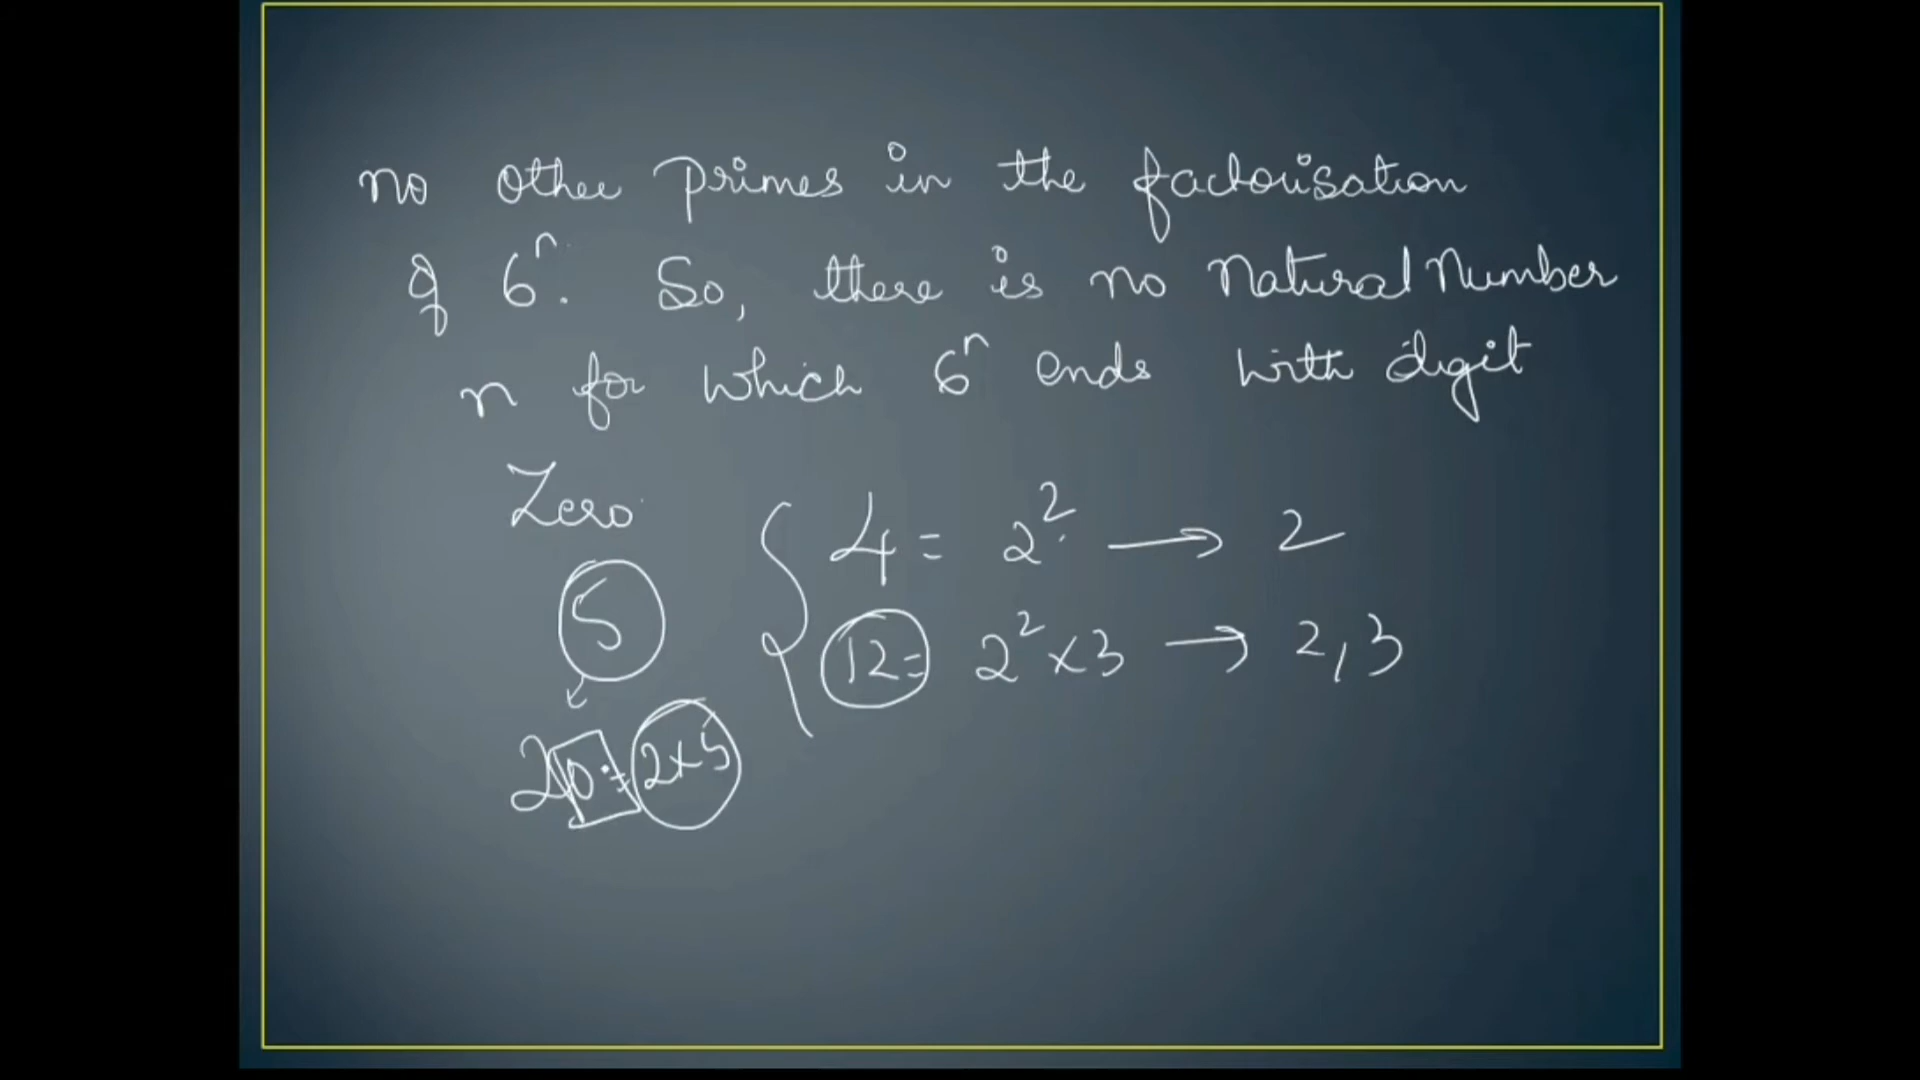 no other primes in the factorisation
of 6ⁿ. So, there is no Natural Number
n for which 6ⁿ ends with digit
Zero
4 = 2² → 2
5
12 = 2² × 3 → 2, 3
20 = 2 × 5